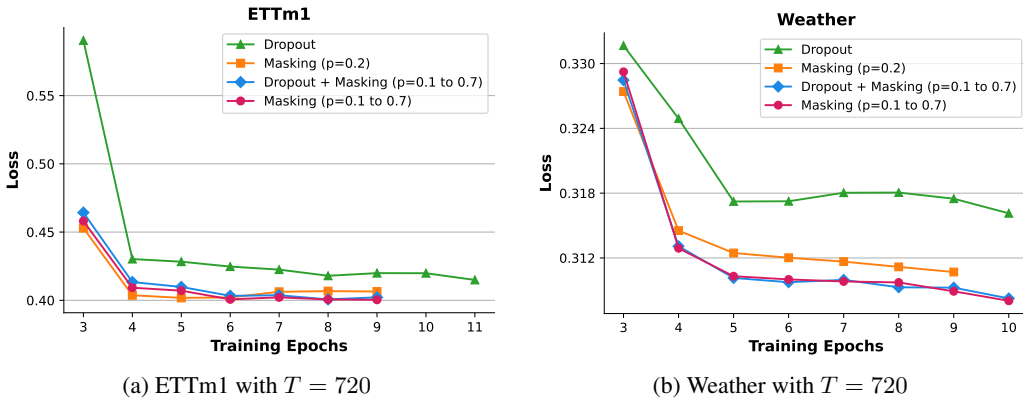 ETTm1
Dropout
Masking (p=0.2)
Dropout + Masking (p=0.1 to 0.7)
Masking (p=0.1 to 0.7)
0.55
0.50
0.45
0.40
Loss
3 4 5 6 7 8 9 10 11
Training Epochs
(a) ETTm1 with T = 720
Weather
Dropout
Masking (p=0.2)
Dropout + Masking (p=0.1 to 0.7)
Masking (p=0.1 to 0.7)
0.330
0.324
0.318
0.312
Loss
3 4 5 6 7 8 9 10
Training Epochs
(b) Weather with T = 720